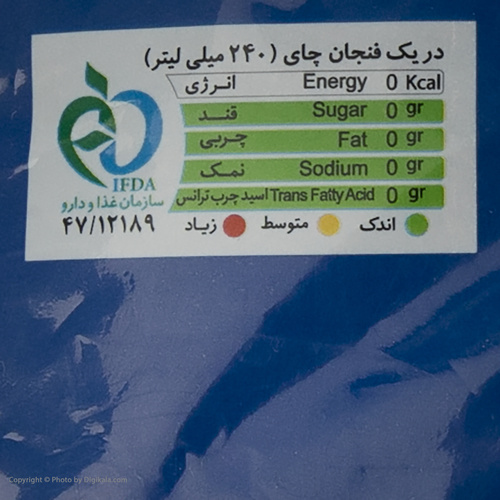 در یک فنجان چای (۲۴۰ میلی لیتر)
انرژی Energy 0 Kcal
قند Sugar 0 gr
چربی Fat 0 gr
نمک Sodium 0 gr
اسید چرب ترانس Trans Fatty Acid 0 gr
اندک متوسط زیاد
IFDA
سازمان غذا و دارو
۴۷/۱۲۱۸۹
Copyright © Photo by Digikala.com